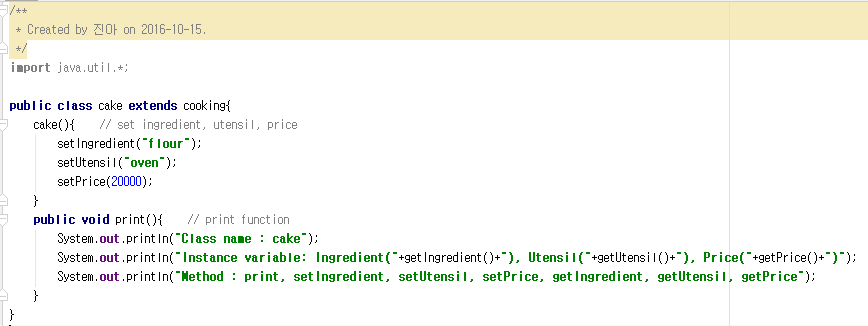 /**
 * Created by 진아 on 2016-10-15.
 */
import java.util.*;
public class cake extends cooking{
cake(){ // set ingredient, utensil, price
setIngredient("flour");
setUtensil("oven");
setPrice(20000);
}
public void print(){ // print function
System.out.println("Class name : cake");
System.out.println("Instance variable: Ingredient("+getIngredient()+"), Utensil("+getUtensil()+"), Price("+getPrice()+")");
System.out.println("Method : print, setIngredient, setUtensil, setPrice, getIngredient, getUtensil, getPrice");
}
}